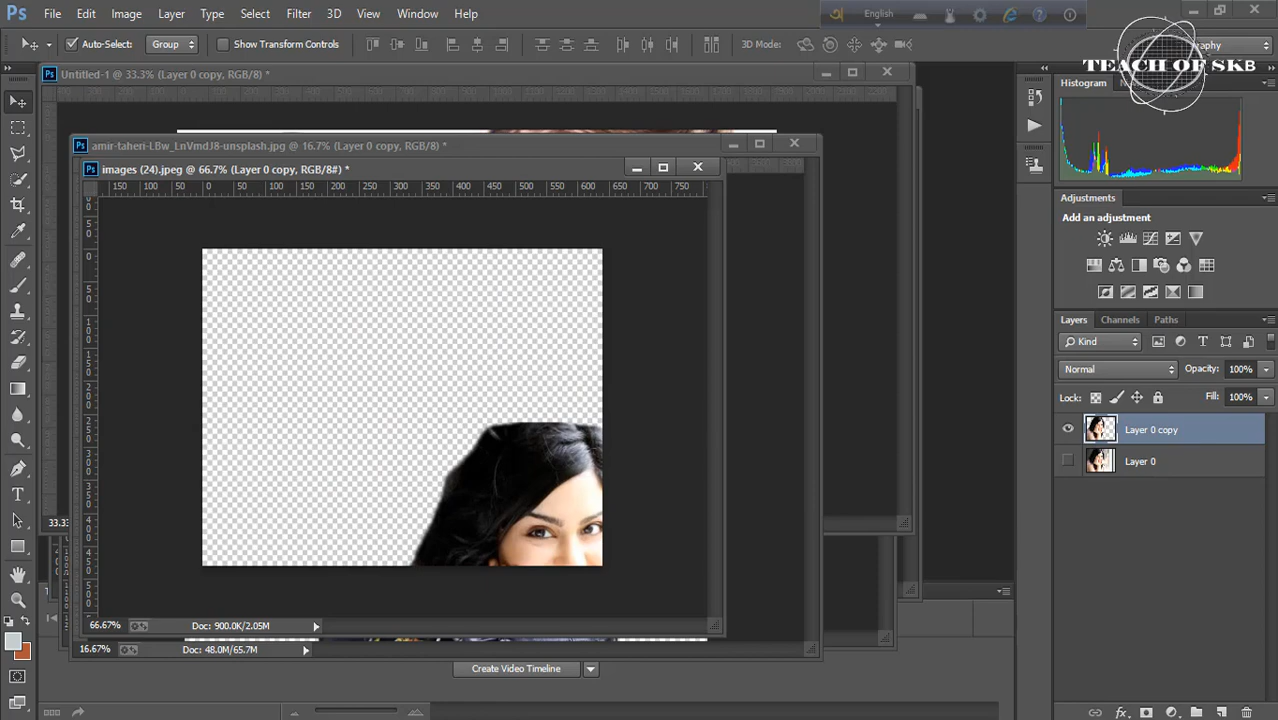 Ps File Edit Image Layer Type Select Filter 3D View Window Help
English
Auto-Select: Group Show Transform Controls 3D Mode:
TEACH OF SKB
Untitled-1 @ 33.3% (Layer 0 copy, RGB/8) *
Histogram
amir-taheri-LBw_LnVmdJ8-unsplash.jpg @ 16.7% (Layer 0 copy, RGB/8) *
images (24).jpeg @ 66.7% (Layer 0 copy, RGB/8#) *
150 100 50 0 50 100 150 200 250 300 350 400 450 500 550 600 650 700 750
Adjustments
Add an adjustment
Layers Channels Paths
Kind
Normal Opacity: 100%
Lock: Fill: 100%
Layer 0 copy
Layer 0
66.67% Doc: 900.0K/2.05M
16.67% Doc: 48.0M/65.7M
Create Video Timeline